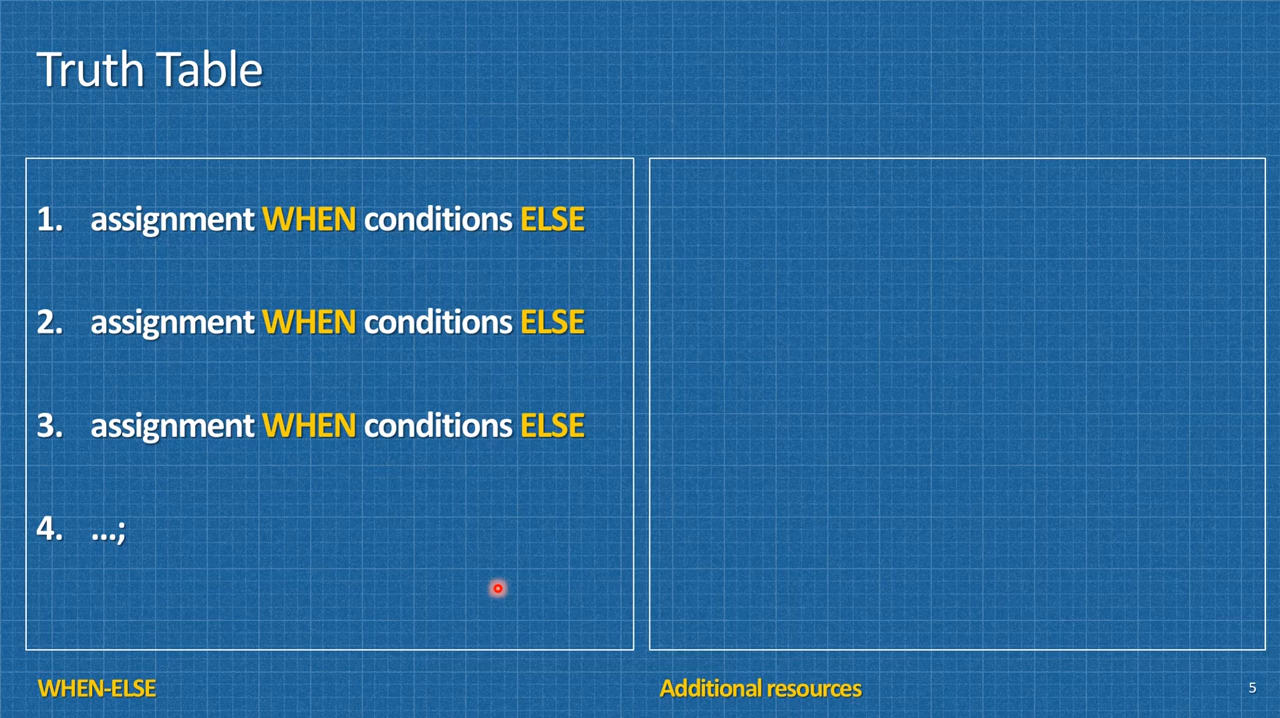 Truth Table
1. assignment WHEN conditions ELSE
2. assignment WHEN conditions ELSE
3. assignment WHEN conditions ELSE
4. ...;
WHEN-ELSE
Additional resources
5